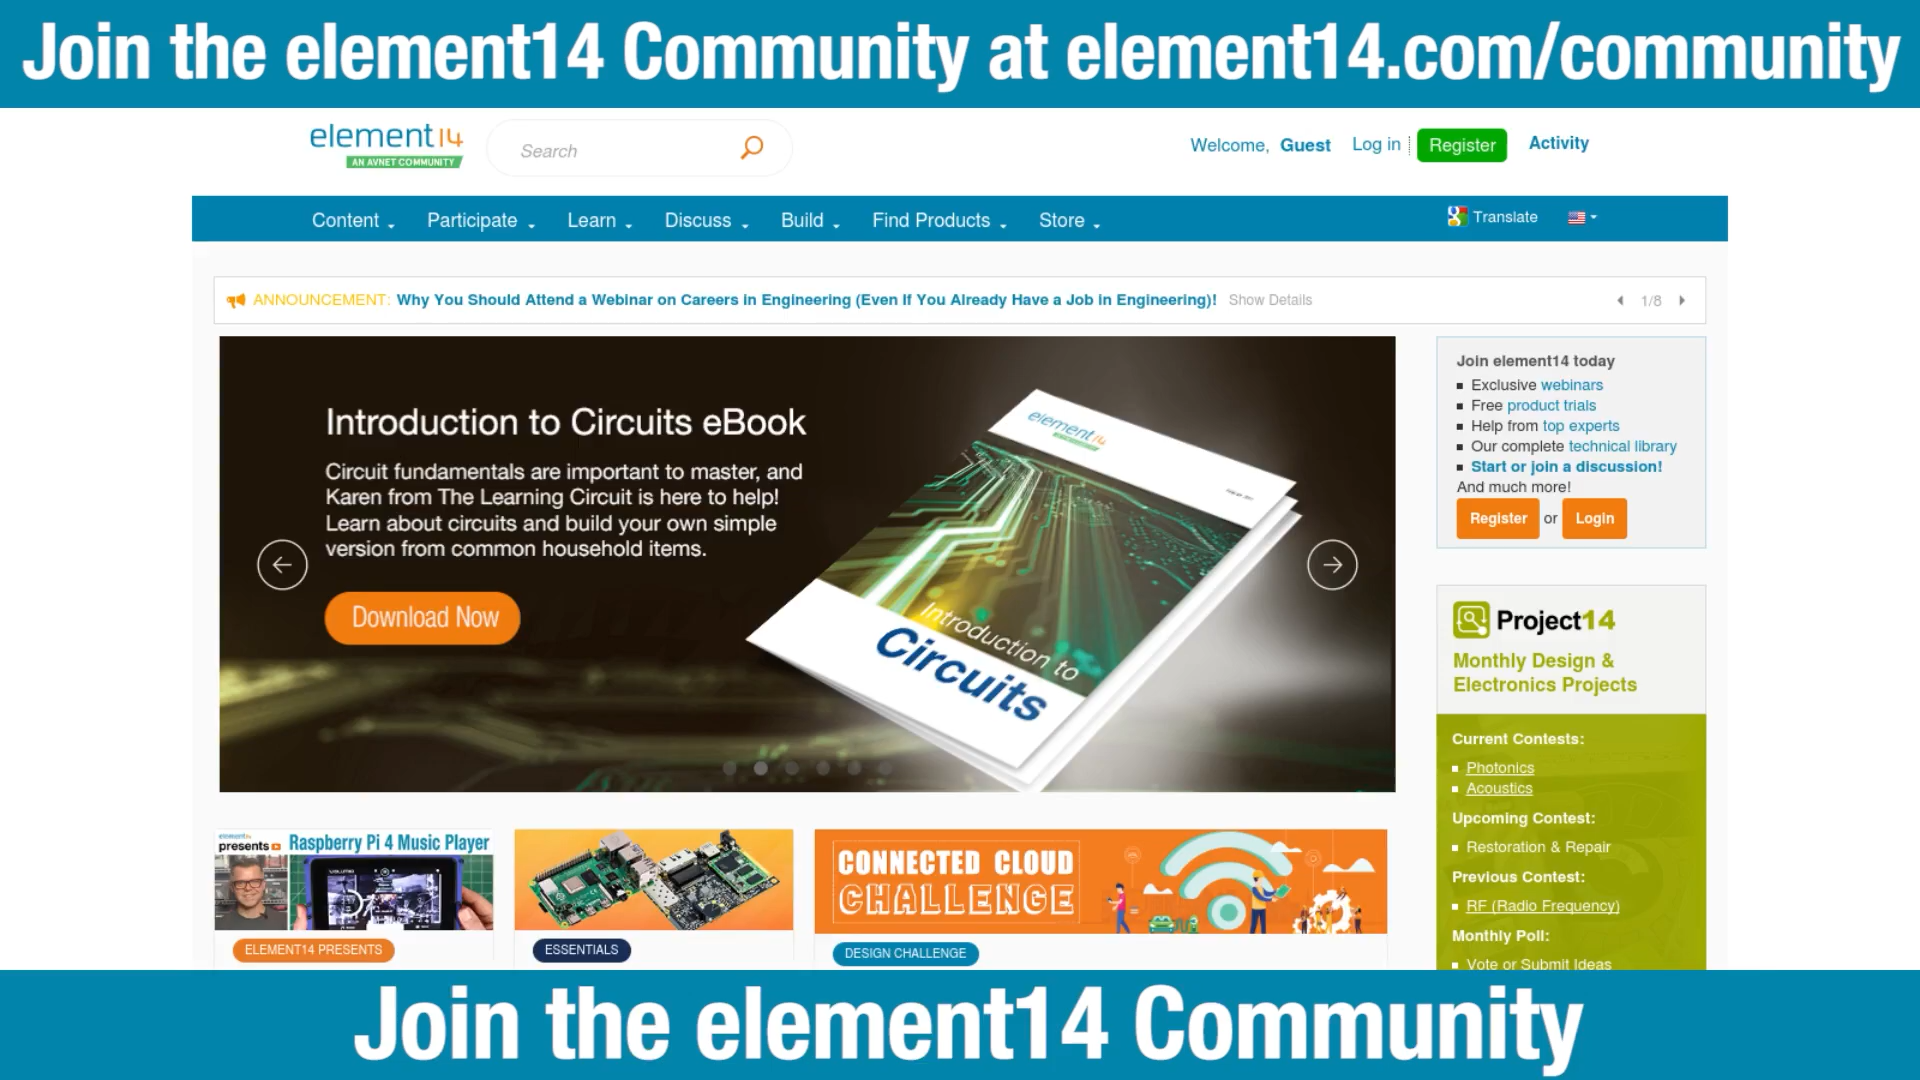 Join the element14 Community at element14.com/community
element14
AN AVNET COMMUNITY
Search
Welcome, Guest Log in Register Activity
Content Participate Learn Discuss Build Find Products Store Translate
ANNOUNCEMENT: Why You Should Attend a Webinar on Careers in Engineering (Even If You Already Have a Job in Engineering)! Show Details 1/8
Introduction to Circuits eBook
Circuit fundamentals are important to master, and
Karen from The Learning Circuit is here to help!
Learn about circuits and build your own simple
version from common household items.
Download Now
element14
Introduction to
Circuits
Join element14 today
Exclusive webinars
Free product trials
Help from top experts
Our complete technical library
Start or join a discussion!
And much more!
Register or Login
Project14
Monthly Design &
Electronics Projects
Current Contests:
Photonics
Acoustics
Upcoming Contest:
Restoration & Repair
Previous Contest:
RF (Radio Frequency)
Monthly Poll:
Vote or Submit Ideas
element14
presents
Raspberry Pi 4 Music Player
ELEMENT14 PRESENTS
ESSENTIALS
CONNECTED CLOUD
CHALLENGE
DESIGN CHALLENGE
Join the element14 Community